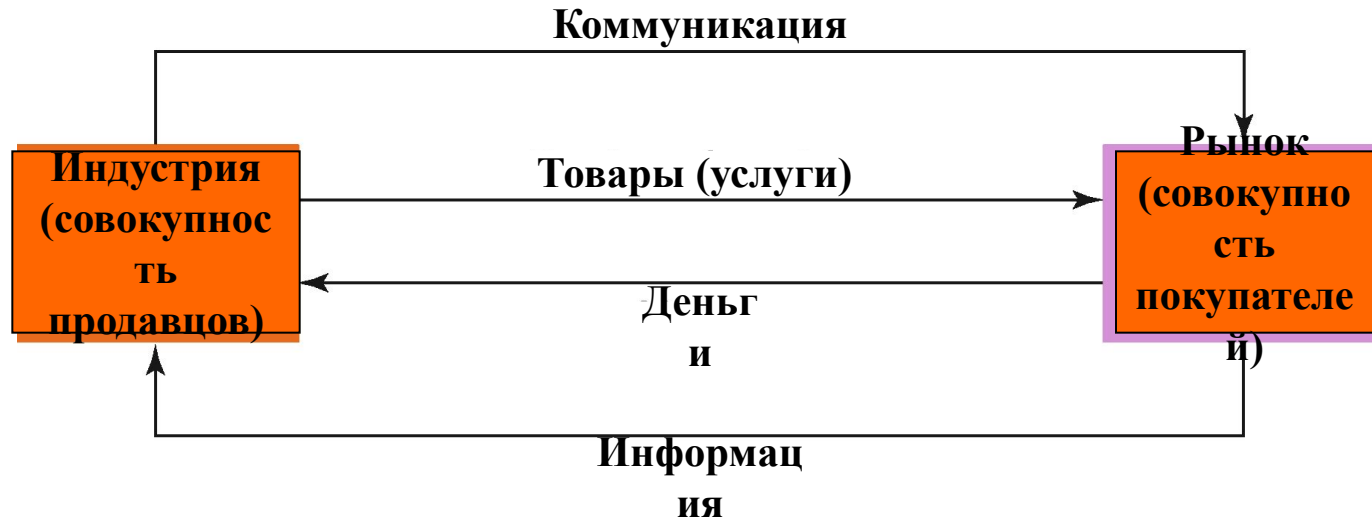 Коммуникация
Индустрия
(совокупнос
ть
продавцов)
Товары (услуги)
Деньг
и
Информац
ия
Рынок
(совокупно
сть
покупателе
й)